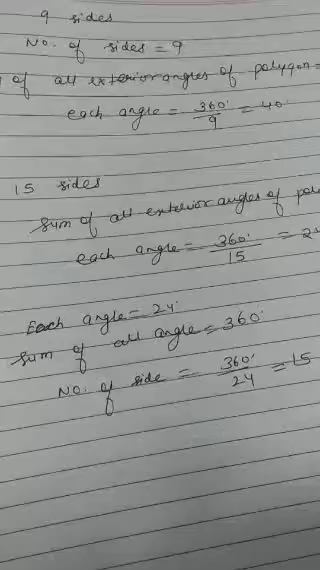 9 sides
No. of sides = 9
of all exterior angles of polygon =
each angle = 360° / 9 = 40
15 sides
Sum of all exterior angles of
each angle = 360° / 15 =
Each angle = 24°
Sum of all angle = 360°
No. of side = 360° / 24 = 15